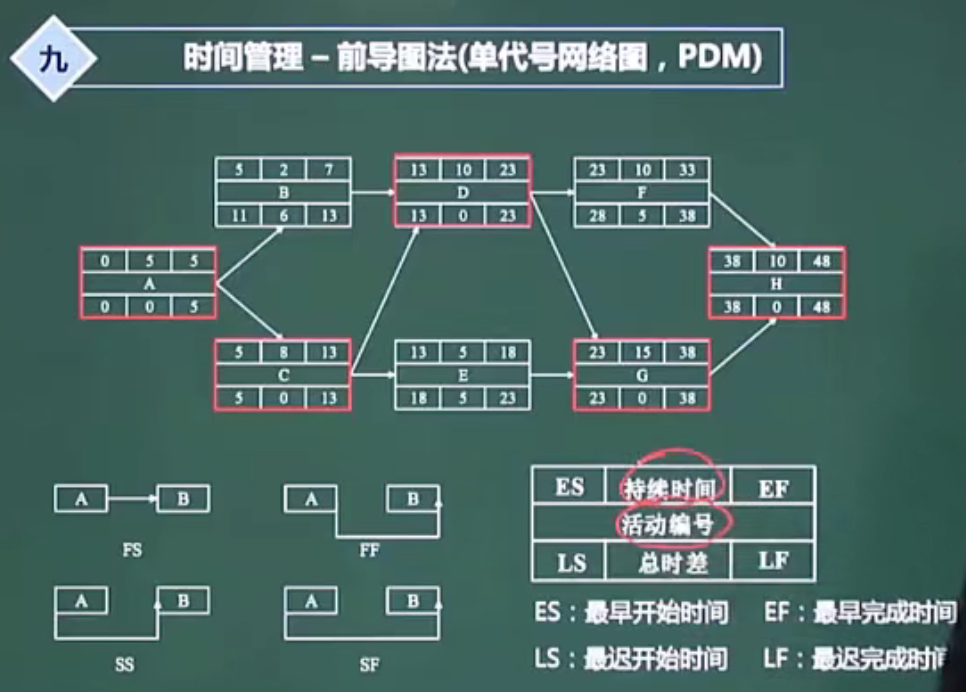 九
时间管理 – 前导图法(单代号网络图，PDM)
5 2 7
B
11 6 13
13 10 23
D
13 0 23
23 10 33
F
28 5 38
0 5 5
A
0 0 5
38 10 48
H
38 0 48
5 8 13
C
5 0 13
13 5 18
E
18 5 23
23 15 38
G
23 0 38
A B
FS
A B
FF
A B
SS
A B
SF
ES 持续时间 EF
活动编号
LS 总时差 LF
ES：最早开始时间 EF：最早完成时间
LS：最迟开始时间 LF：最迟完成时间